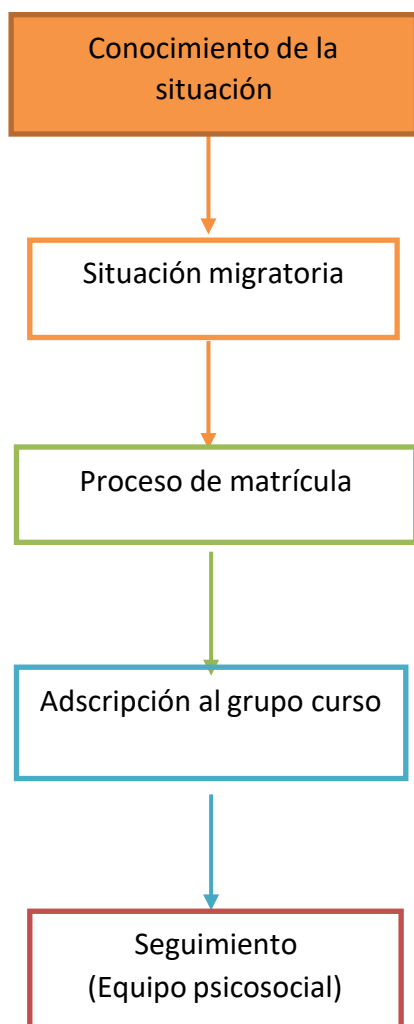 Conocimiento de la
situación
Situación migratoria
Proceso de matrícula
Adscripción al grupo curso
Seguimiento
(Equipo psicosocial)